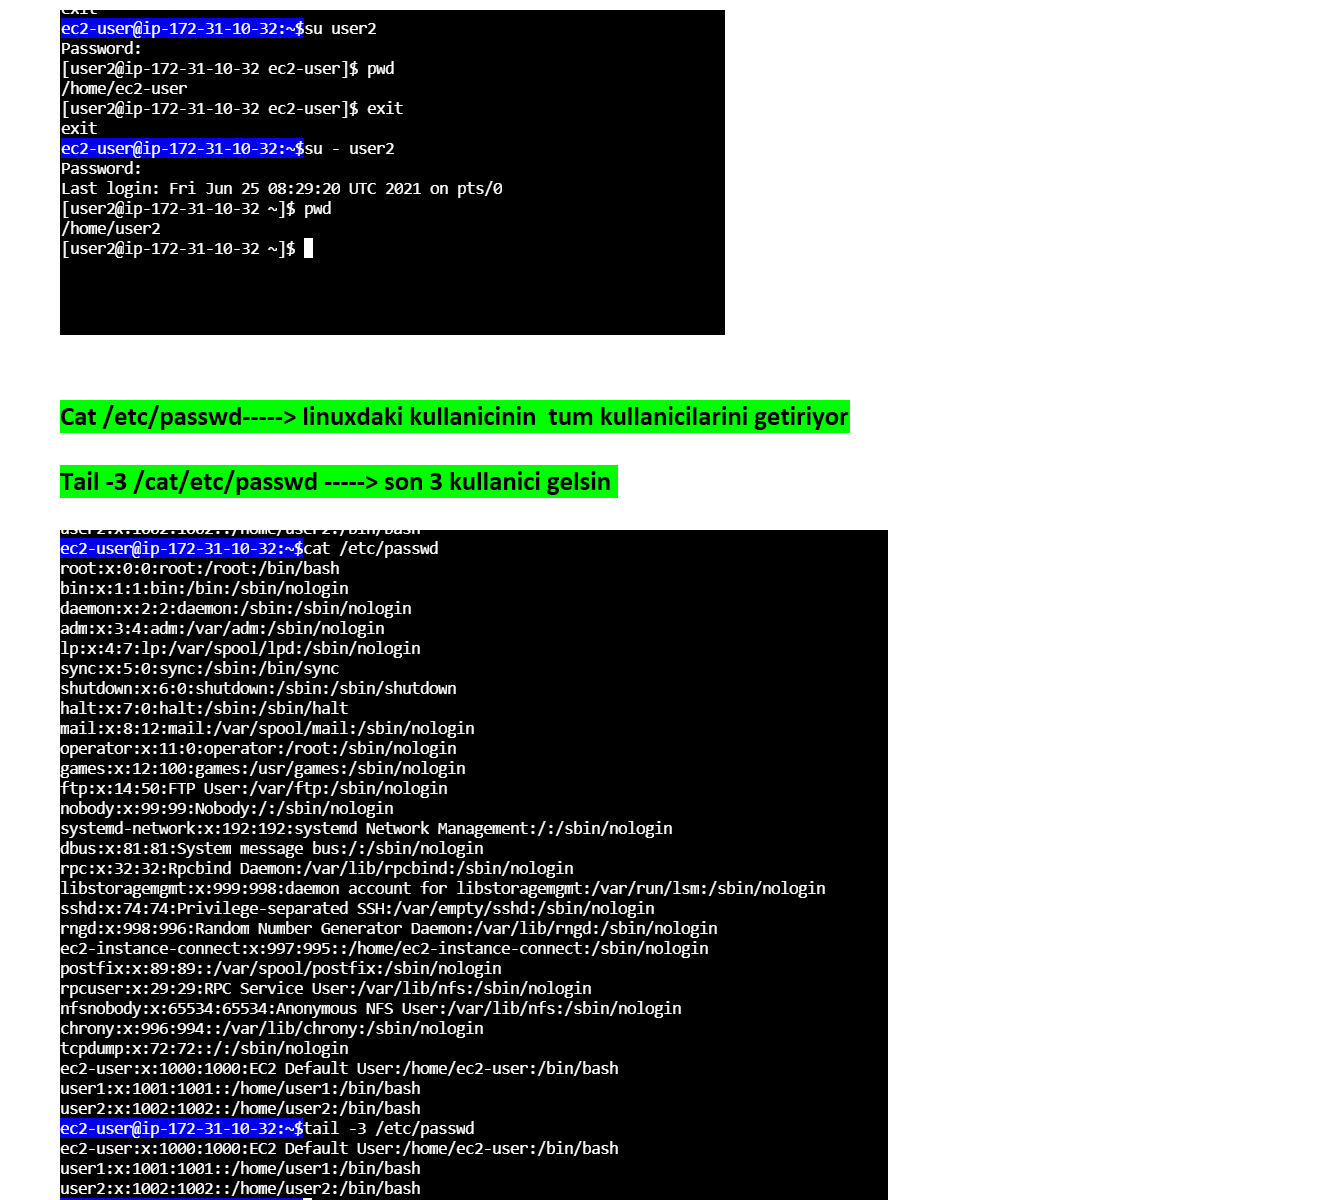 exit
ec2-user@ip-172-31-10-32:~$su user2
Password:
[user2@ip-172-31-10-32 ec2-user]$ pwd
/home/ec2-user
[user2@ip-172-31-10-32 ec2-user]$ exit
exit
ec2-user@ip-172-31-10-32:~$su - user2
Password:
Last login: Fri Jun 25 08:29:20 UTC 2021 on pts/0
[user2@ip-172-31-10-32 ~]$ pwd
/home/user2
[user2@ip-172-31-10-32 ~]$
Cat /etc/passwd-----> linuxdaki kullanicinin  tum kullanicilarini getiriyor
Tail -3 /cat/etc/passwd -----> son 3 kullanici gelsin
user2:x:1002:1002::/home/user2:/bin/bash
ec2-user@ip-172-31-10-32:~$cat /etc/passwd
root:x:0:0:root:/root:/bin/bash
bin:x:1:1:bin:/bin:/sbin/nologin
daemon:x:2:2:daemon:/sbin:/sbin/nologin
adm:x:3:4:adm:/var/adm:/sbin/nologin
lp:x:4:7:lp:/var/spool/lpd:/sbin/nologin
sync:x:5:0:sync:/sbin:/bin/sync
shutdown:x:6:0:shutdown:/sbin:/sbin/shutdown
halt:x:7:0:halt:/sbin:/sbin/halt
mail:x:8:12:mail:/var/spool/mail:/sbin/nologin
operator:x:11:0:operator:/root:/sbin/nologin
games:x:12:100:games:/usr/games:/sbin/nologin
ftp:x:14:50:FTP User:/var/ftp:/sbin/nologin
nobody:x:99:99:Nobody:/:/sbin/nologin
systemd-network:x:192:192:systemd Network Management:/:/sbin/nologin
dbus:x:81:81:System message bus:/:/sbin/nologin
rpc:x:32:32:Rpcbind Daemon:/var/lib/rpcbind:/sbin/nologin
libstoragemgmt:x:999:998:daemon account for libstoragemgmt:/var/run/lsm:/sbin/nologin
sshd:x:74:74:Privilege-separated SSH:/var/empty/sshd:/sbin/nologin
rngd:x:998:996:Random Number Generator Daemon:/var/lib/rngd:/sbin/nologin
ec2-instance-connect:x:997:995::/home/ec2-instance-connect:/sbin/nologin
postfix:x:89:89::/var/spool/postfix:/sbin/nologin
rpcuser:x:29:29:RPC Service User:/var/lib/nfs:/sbin/nologin
nfsnobody:x:65534:65534:Anonymous NFS User:/var/lib/nfs:/sbin/nologin
chrony:x:996:994::/var/lib/chrony:/sbin/nologin
tcpdump:x:72:72::/:/sbin/nologin
ec2-user:x:1000:1000:EC2 Default User:/home/ec2-user:/bin/bash
user1:x:1001:1001::/home/user1:/bin/bash
user2:x:1002:1002::/home/user2:/bin/bash
ec2-user@ip-172-31-10-32:~$tail -3 /etc/passwd
ec2-user:x:1000:1000:EC2 Default User:/home/ec2-user:/bin/bash
user1:x:1001:1001::/home/user1:/bin/bash
user2:x:1002:1002::/home/user2:/bin/bash